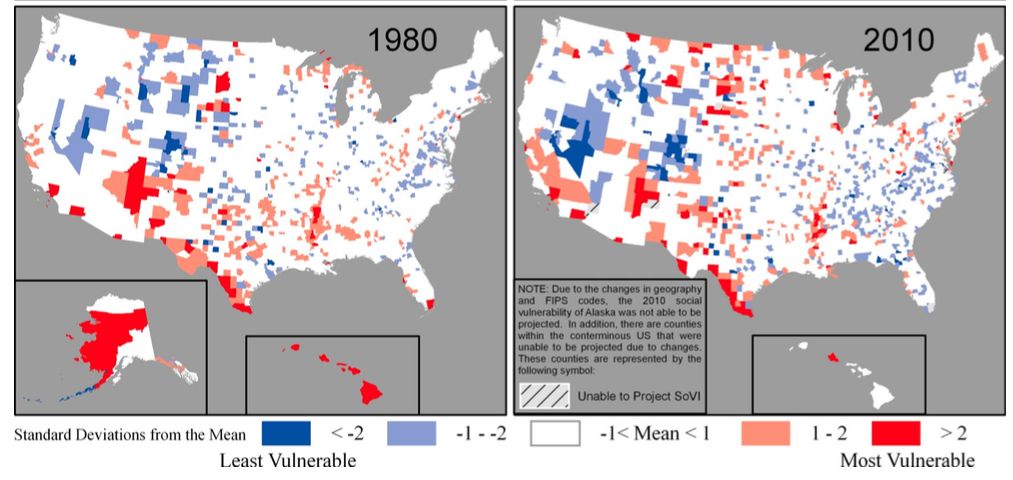 1980
2010
NOTE: Due to the changes in geography
and FIPS codes, the 2010 social
vulnerability of Alaska was not able to be
projected. In addition, there are counties
within the conterminous US that were
unable to be projected due to changes.
These counties are represented by the
following symbol:
Unable to Project SoVI
Standard Deviations from the Mean < -2 -1 - -2 -1< Mean < 1 1 - 2 > 2
Least Vulnerable Most Vulnerable